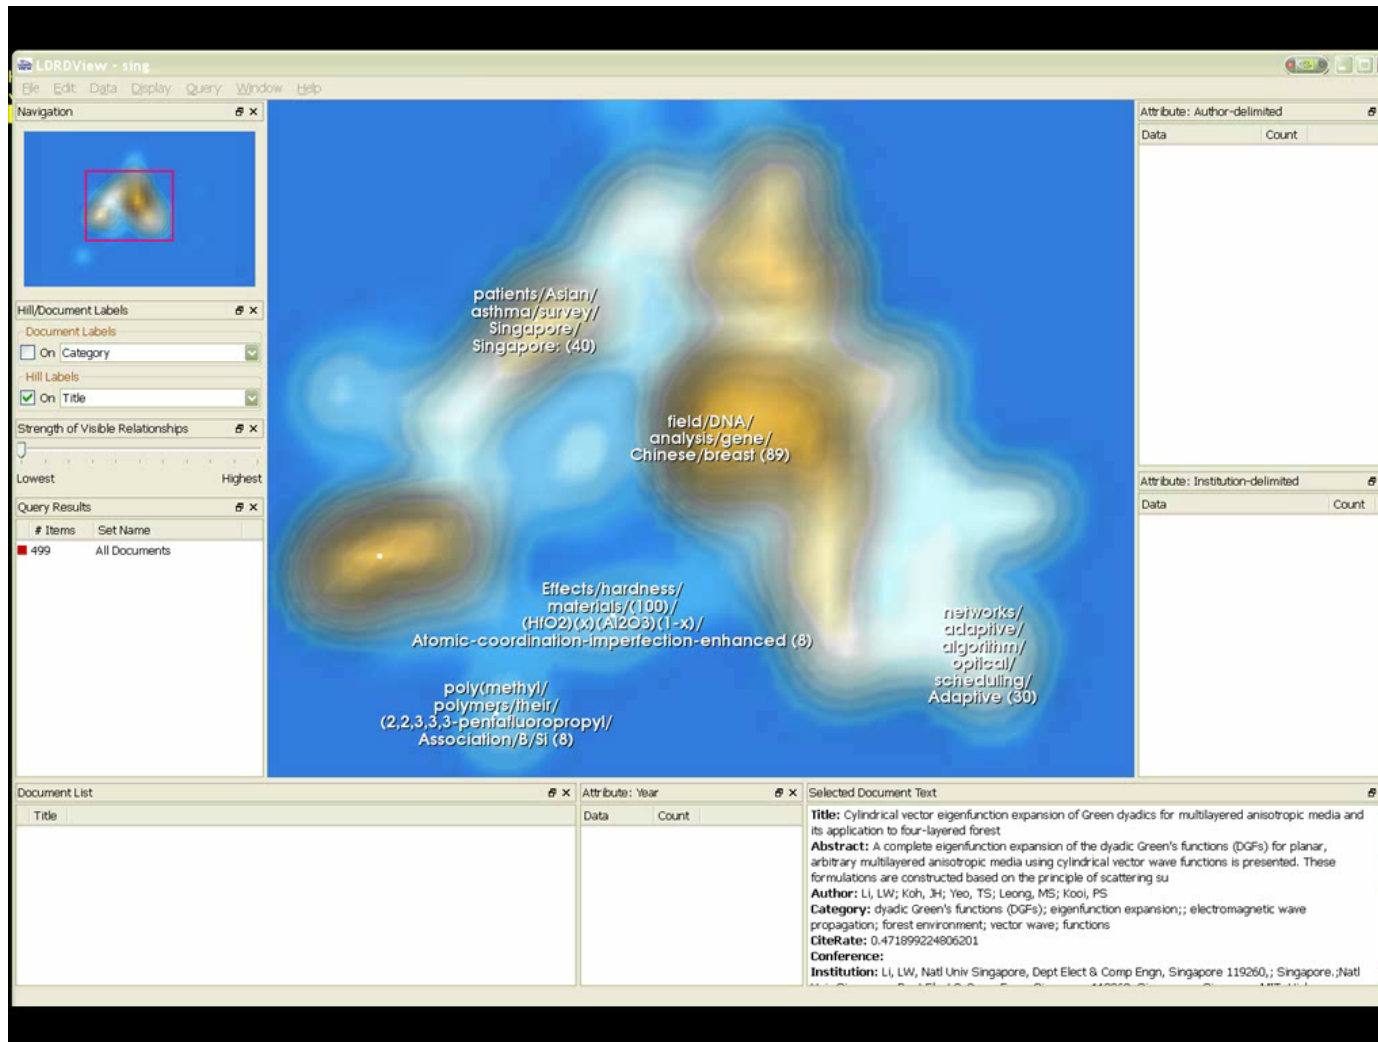 LDRDView - sing
File Edit Data Display Query Window Help
Navigation
Hill/Document Labels
Document Labels
On Category
Hill Labels
On Title
Strength of Visible Relationships
Lowest Highest
Query Results
# Items Set Name
499 All Documents
patients/Asian/
asthma/survey/
Singapore/
Singapore: (40)
field/DNA/
analysis/gene/
Chinese/breast (89)
Effects/hardness/
materials/(100)/
(HfO2)(x)(Al2O3)(1-x)/
Atomic-coordination-imperfection-enhanced (8)
networks/
adaptive/
algorithm/
optical/
scheduling/
Adaptive (30)
poly(methyl/
polymers/their/
(2,2,3,3,3-pentafluoropropyl/
Association/B/Si (8)
Attribute: Author-delimited
Data Count
Attribute: Institution-delimited
Data Count
Document List
Title
Attribute: Year
Data Count
Selected Document Text
Title: Cylindrical vector eigenfunction expansion of Green dyadics for multilayered anisotropic media and
its application to four-layered forest
Abstract: A complete eigenfunction expansion of the dyadic Green's functions (DGFs) for planar,
arbitrary multilayered anisotropic media using cylindrical vector wave functions is presented. These
formulations are constructed based on the principle of scattering su
Author: Li, LW; Koh, JH; Yeo, TS; Leong, MS; Kooi, PS
Category: dyadic Green's functions (DGFs); eigenfunction expansion;; electromagnetic wave
propagation; forest environment; vector wave; functions
CiteRate: 0.471899224806201
Conference:
Institution: Li, LW, Natl Univ Singapore, Dept Elect & Comp Engn, Singapore 119260,; Singapore.;Natl